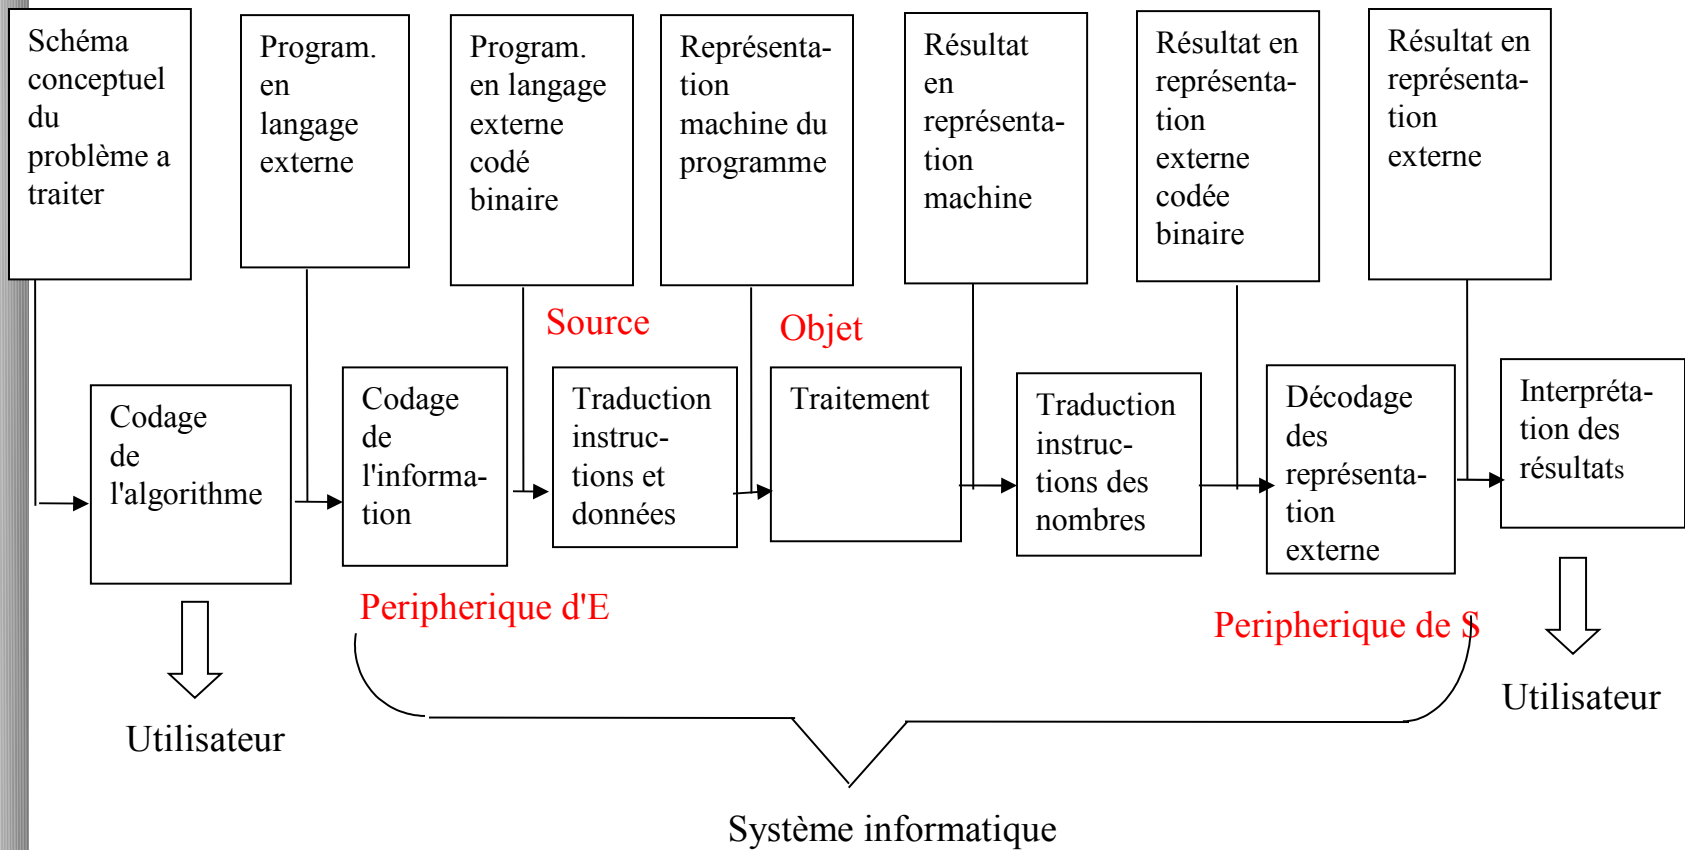 Schéma
conceptuel
du
problème a
traiter
Program.
en
langage
externe
Program.
en langage
externe
codé
binaire
Représenta-
tion
machine du
programme
Résultat
en
représenta-
tion
machine
Résultat en
représenta-
tion
externe
codée
binaire
Résultat en
représenta-
tion
externe
Source
Objet
Codage
de
l'algorithme
Codage
de
l'informa-
tion
Traduction
instruc-
tions et
données
Traitement
Traduction
instruc-
tions des
nombres
Décodage
des
représenta-
tion
externe
Interpréta-
tion des
résultats
Peripherique d'E
Peripherique de S
Utilisateur
Utilisateur
Système informatique